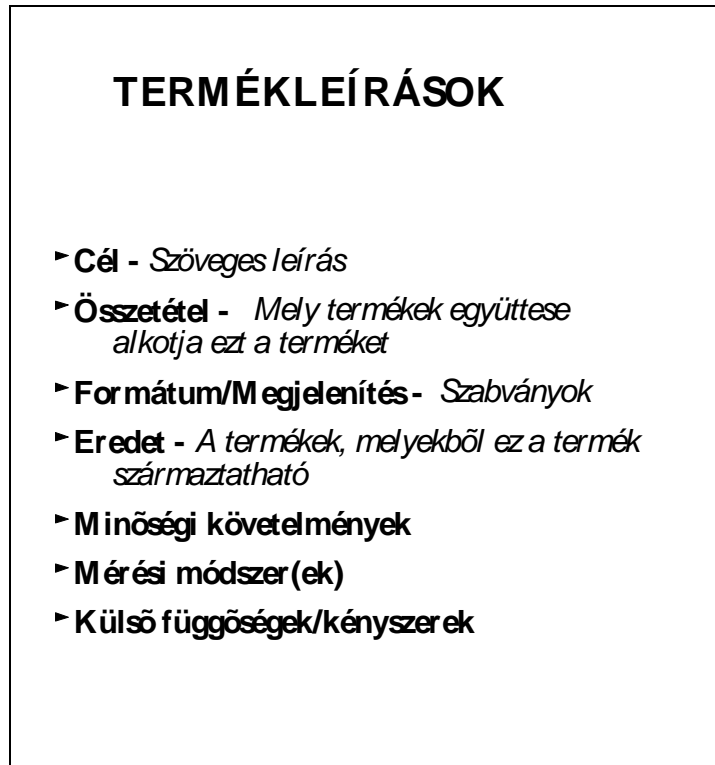 TERMÉKLEÍRÁSOK
►Cél - Szöveges leírás
►Összetétel - Mely termékek együttese
alkotja ezt a terméket
►Formátum/Megjelenítés - Szabványok
►Eredet - A termékek, melyekbõl ez a termék
származtatható
►Minõségi követelmények
►Mérési módszer(ek)
►Külsõ függõségek/kényszerek